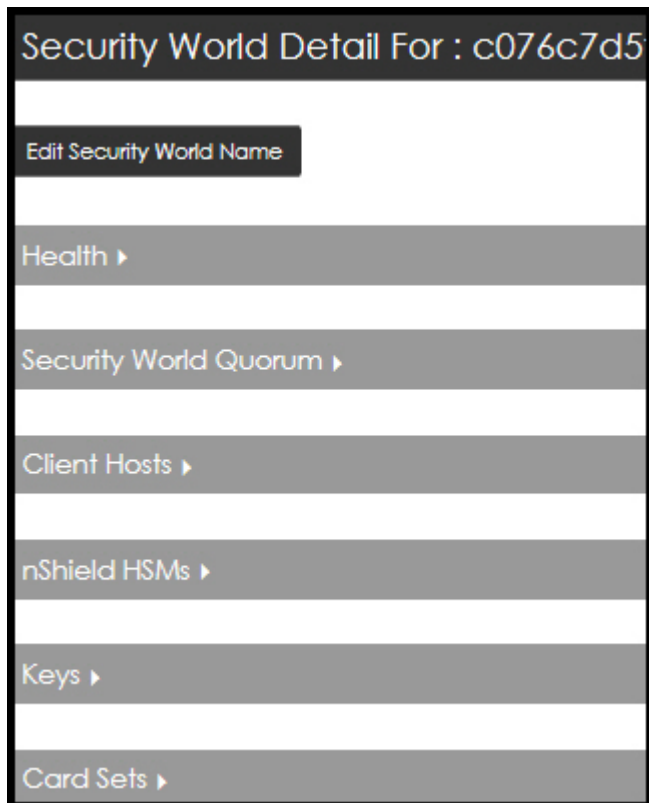 Security World Detail For : c076c7d5
Edit Security World Name
Health
Security World Quorum
Client Hosts
nShield HSMs
Keys
Card Sets